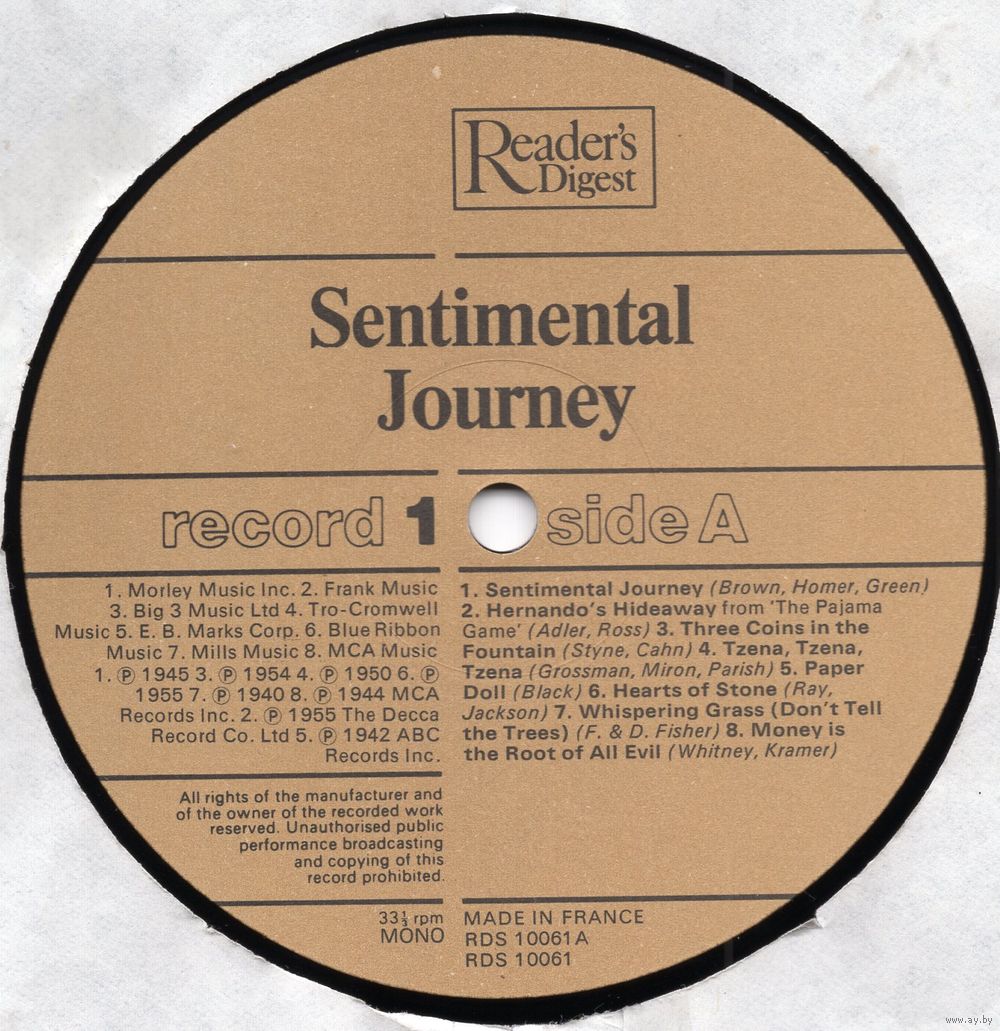 Reader's
Digest
Sentimental
Journey
record 1 side A
1. Morley Music Inc. 2. Frank Music
3. Big 3 Music Ltd 4. Tro-Cromwell
Music 5. E. B. Marks Corp. 6. Blue Ribbon
Music 7. Mills Music 8. MCA Music
1. ℗ 1945 3. ℗ 1954 4. ℗ 1950 6. ℗
1955 7. ℗ 1940 8. ℗ 1944 MCA
Records Inc. 2. ℗ 1955 The Decca
Record Co. Ltd 5. ℗ 1942 ABC
Records Inc.
1. Sentimental Journey (Brown, Homer, Green)
2. Hernando's Hideaway from 'The Pajama
Game' (Adler, Ross) 3. Three Coins in the
Fountain (Styne, Cahn) 4. Tzena, Tzena,
Tzena (Grossman, Miron, Parish) 5. Paper
Doll (Black) 6. Hearts of Stone (Ray,
Jackson) 7. Whispering Grass (Don't Tell
the Trees) (F. & D. Fisher) 8. Money is
the Root of All Evil (Whitney, Kramer)
All rights of the manufacturer and
of the owner of the recorded work
reserved. Unauthorised public
performance broadcasting
and copying of this
record prohibited.
33⅓ rpm
MONO
MADE IN FRANCE
RDS 10061 A
RDS 10061
www.ay.by